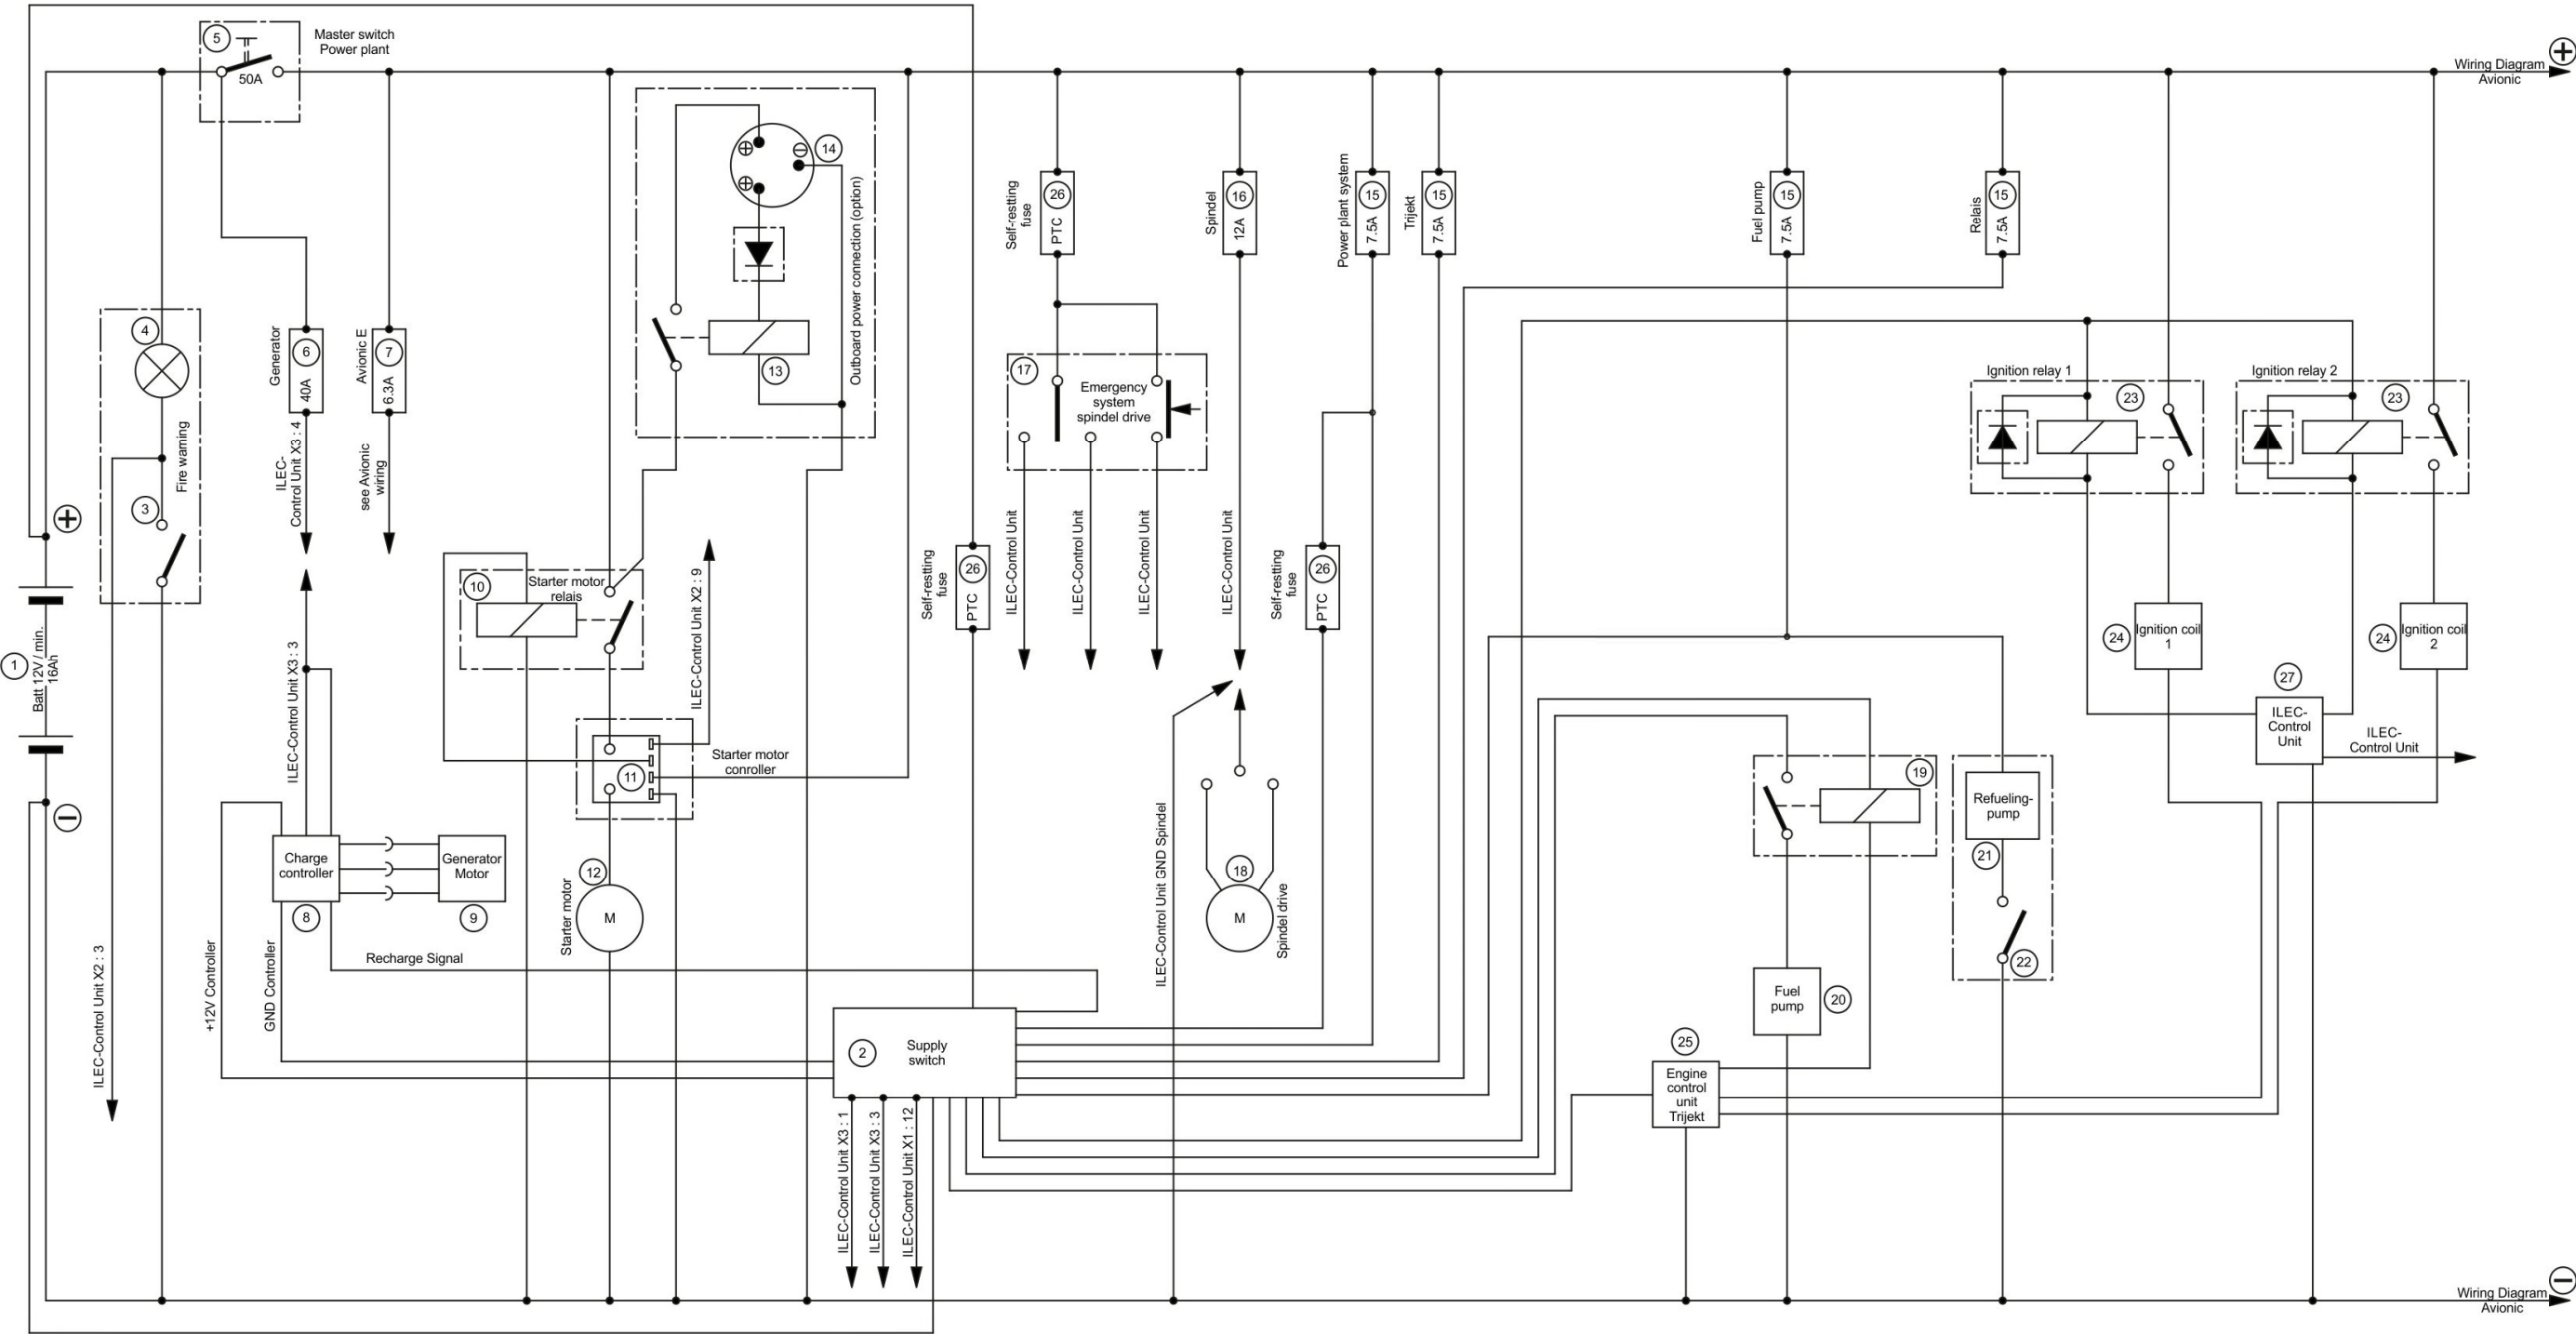 5
50A
Master switch
Power plant
Wiring Diagram
Avionic
14
Outboard power connection (option)
13
Self-restting
fuse
26
PTC
Spindel
16
12A
Power plant system
15
7.5A
Trijekt
15
7.5A
Fuel pump
15
7.5A
Relais
15
7.5A
4
3
Fire warning
Generator
6
40A
ILEC-
Control Unit X3 : 4
Avionic E
7
6.3A
see Avionic
wiring
17
Emergency
system
spindel drive
Ignition relay 1
23
Ignition relay 2
23
1
Batt 12V / min.
16Ah
10
Starter motor
relais
ILEC-Control Unit X2 : 9
Self-restting
fuse
26
PTC
ILEC-Control Unit
ILEC-Control Unit
ILEC-Control Unit
ILEC-Control Unit
Self-restting
fuse
26
PTC
24
Ignition coil
1
24
Ignition coil
2
ILEC-Control Unit X3 : 3
11
Starter motor
conroller
27
ILEC-
Control
Unit
ILEC-
Control Unit
Charge
controller
8
Generator
Motor
9
12
Starter motor
M
ILEC-Control Unit GND Spindel
18
M
Spindel drive
19
Refueling-
pump
21
22
ILEC-Control Unit X2 : 3
+12V Controller
GND Controller
Recharge Signal
2
Supply
switch
Fuel
pump
20
25
Engine
control
unit
Trijekt
ILEC-Control Unit X3 : 1
ILEC-Control Unit X3 : 3
ILEC-Control Unit X1 : 12
Wiring Diagram
Avionic